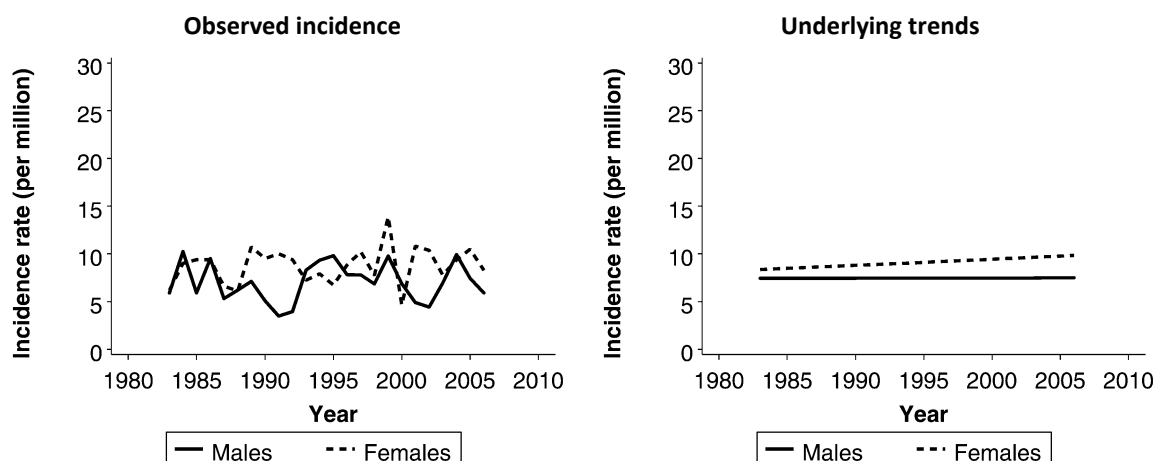 Observed incidence
Incidence rate (per million)
30
25
20
15
10
5
0
1980 1985 1990 1995 2000 2005 2010
Year
Males Females
Underlying trends
Incidence rate (per million)
30
25
20
15
10
5
0
1980 1985 1990 1995 2000 2005 2010
Year
Males Females